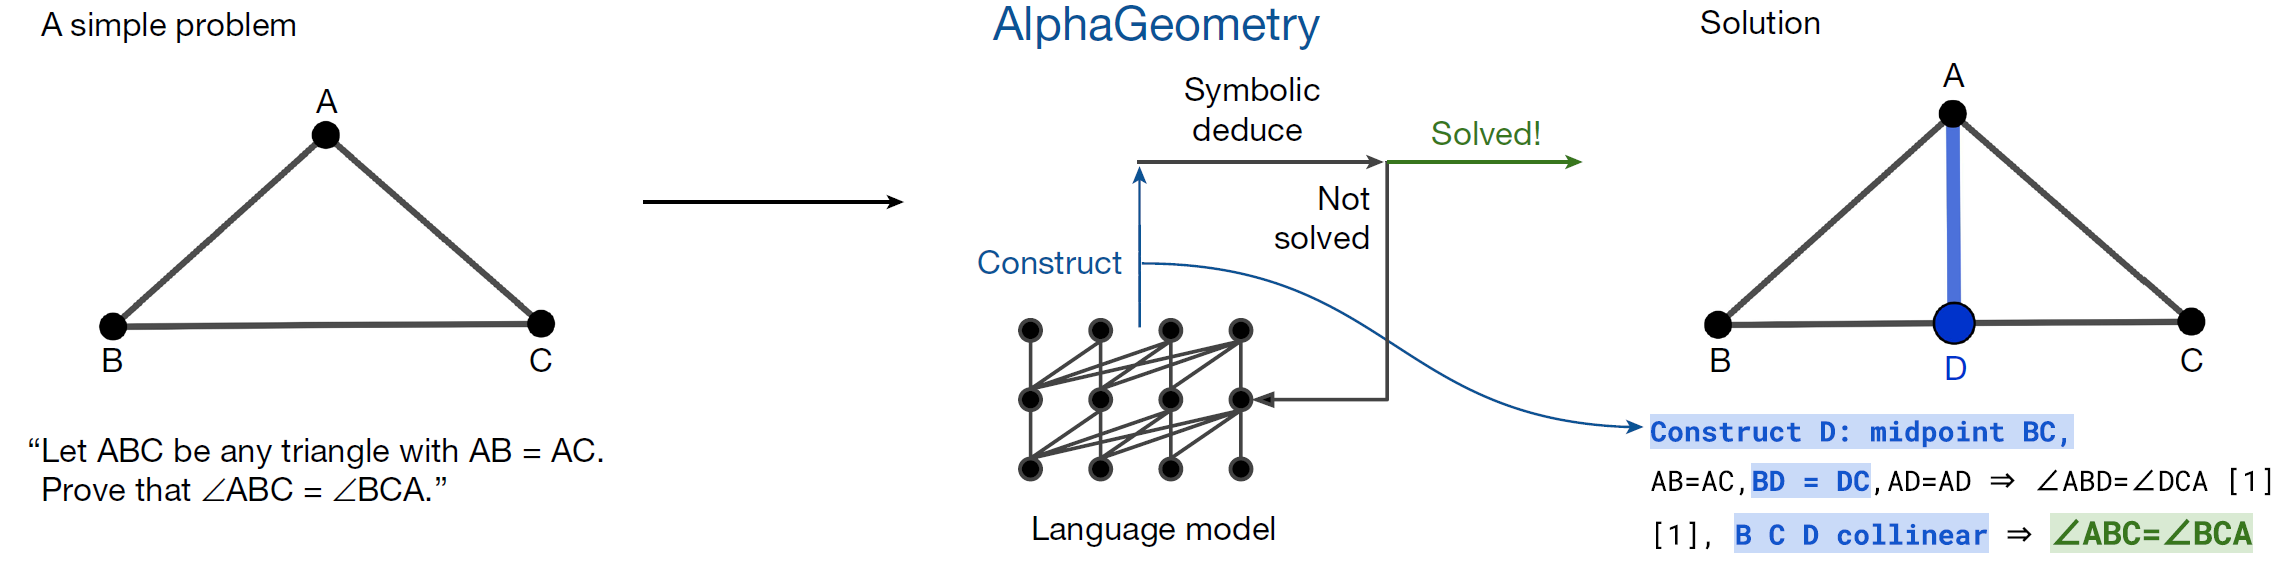 A simple problem
A
B
C
“Let ABC be any triangle with AB = AC.
Prove that ∠ABC = ∠BCA.”
AlphaGeometry
Symbolic
deduce
Solved!
Not
solved
Construct
Language model
Solution
A
B
D
C
Construct D: midpoint BC,
AB=AC, BD = DC, AD=AD ⇒ ∠ABD=∠DCA [1]
[1], B C D collinear ⇒ ∠ABC=∠BCA